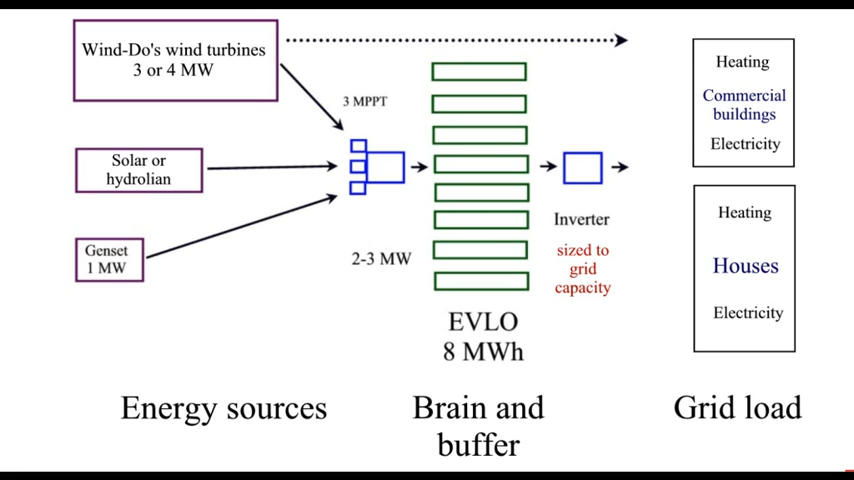 Wind-Do's wind turbines
3 or 4 MW
3 MPPT
Solar or
hydrolian
Genset
1 MW
2-3 MW
EVLO
8 MWh
Inverter
sized to
grid
capacity
Heating
Commercial
buildings
Electricity
Heating
Houses
Electricity
Energy sources
Brain and
buffer
Grid load